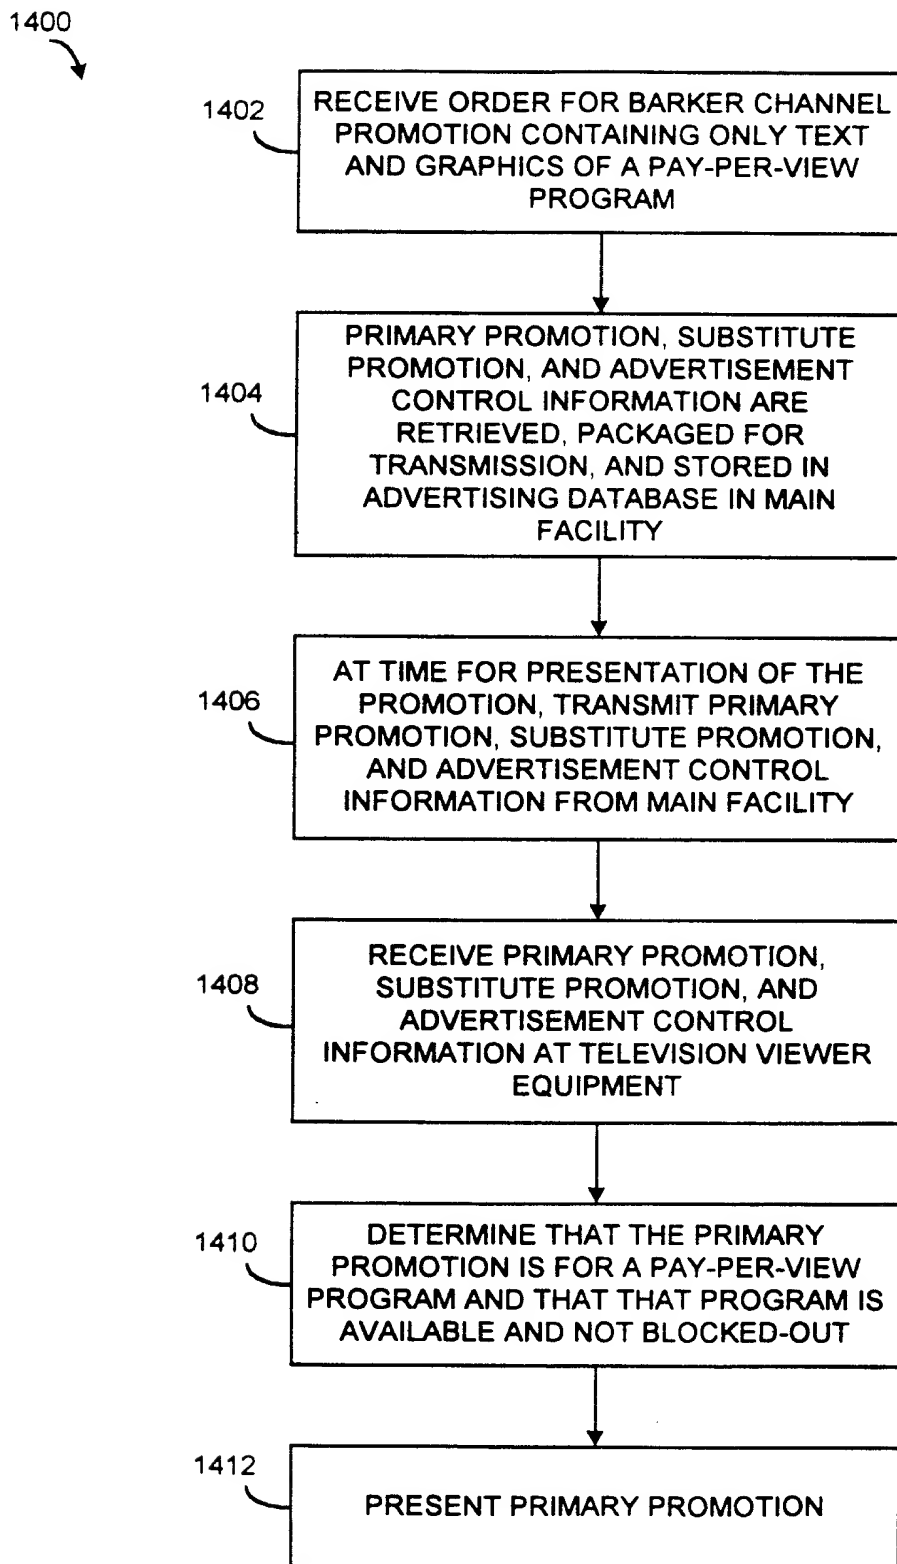 1400
1402
RECEIVE ORDER FOR BARKER CHANNEL
PROMOTION CONTAINING ONLY TEXT
AND GRAPHICS OF A PAY-PER-VIEW
PROGRAM
1404
PRIMARY PROMOTION, SUBSTITUTE
PROMOTION, AND ADVERTISEMENT
CONTROL INFORMATION ARE
RETRIEVED, PACKAGED FOR
TRANSMISSION, AND STORED IN
ADVERTISING DATABASE IN MAIN
FACILITY
1406
AT TIME FOR PRESENTATION OF THE
PROMOTION, TRANSMIT PRIMARY
PROMOTION, SUBSTITUTE PROMOTION,
AND ADVERTISEMENT CONTROL
INFORMATION FROM MAIN FACILITY
1408
RECEIVE PRIMARY PROMOTION,
SUBSTITUTE PROMOTION, AND
ADVERTISEMENT CONTROL
INFORMATION AT TELEVISION VIEWER
EQUIPMENT
1410
DETERMINE THAT THE PRIMARY
PROMOTION IS FOR A PAY-PER-VIEW
PROGRAM AND THAT THAT PROGRAM IS
AVAILABLE AND NOT BLOCKED-OUT
1412
PRESENT PRIMARY PROMOTION